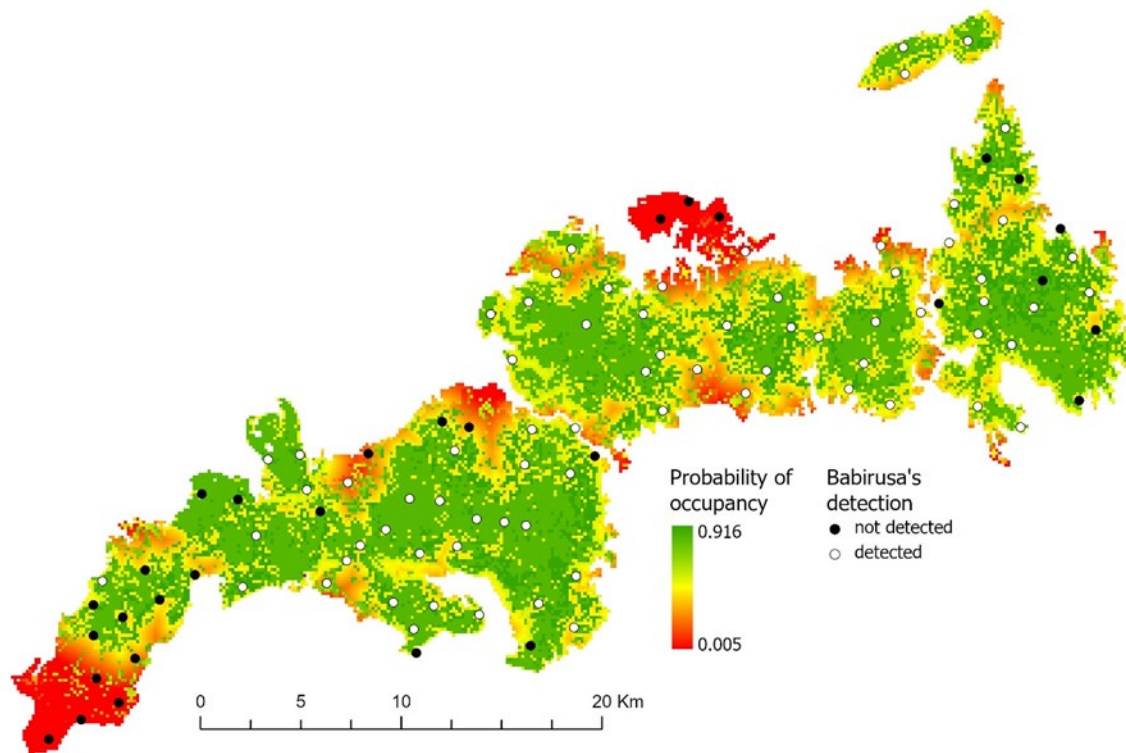 Probability of
occupancy
0.916
0.005
Babirusa's
detection
not detected
detected
0 5 10 20 Km